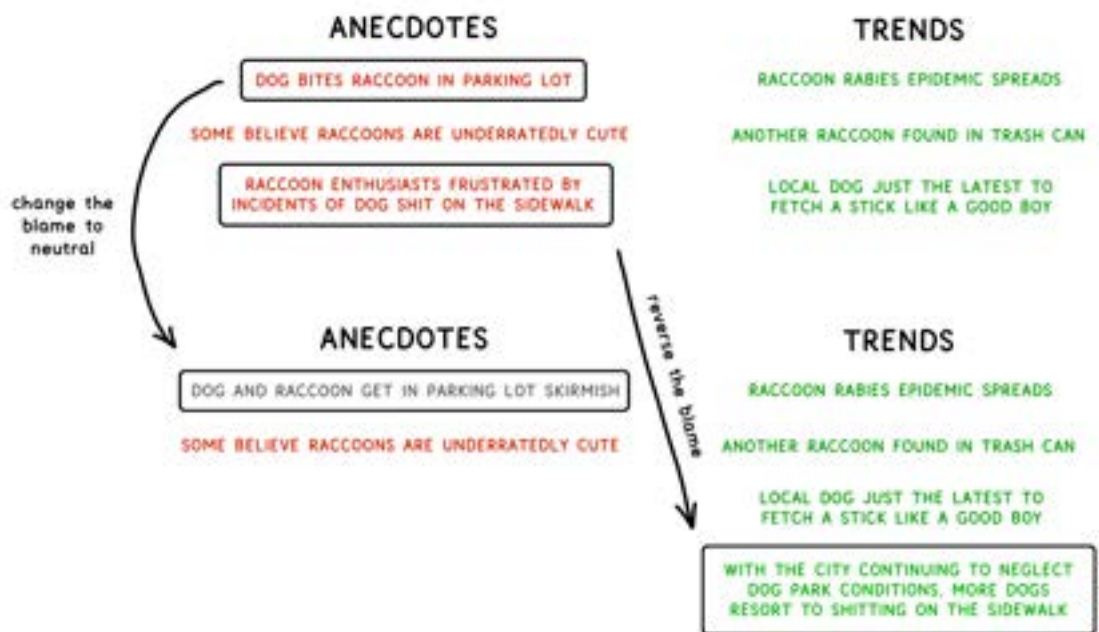 ANECDOTES
DOG BITES RACCOON IN PARKING LOT
SOME BELIEVE RACCOONS ARE UNDERRATEDLY CUTE
RACCOON ENTHUSIASTS FRUSTRATED BY
INCIDENTS OF DOG SHIT ON THE SIDEWALK
TRENDS
RACCOON RABIES EPIDEMIC SPREADS
ANOTHER RACCOON FOUND IN TRASH CAN
LOCAL DOG JUST THE LATEST TO
FETCH A STICK LIKE A GOOD BOY
change the
blame to
neutral
reverse the blame
ANECDOTES
DOG AND RACCOON GET IN PARKING LOT SKIRMISH
SOME BELIEVE RACCOONS ARE UNDERRATEDLY CUTE
TRENDS
RACCOON RABIES EPIDEMIC SPREADS
ANOTHER RACCOON FOUND IN TRASH CAN
LOCAL DOG JUST THE LATEST TO
FETCH A STICK LIKE A GOOD BOY
WITH THE CITY CONTINUING TO NEGLECT
DOG PARK CONDITIONS, MORE DOGS
RESORT TO SHITTING ON THE SIDEWALK